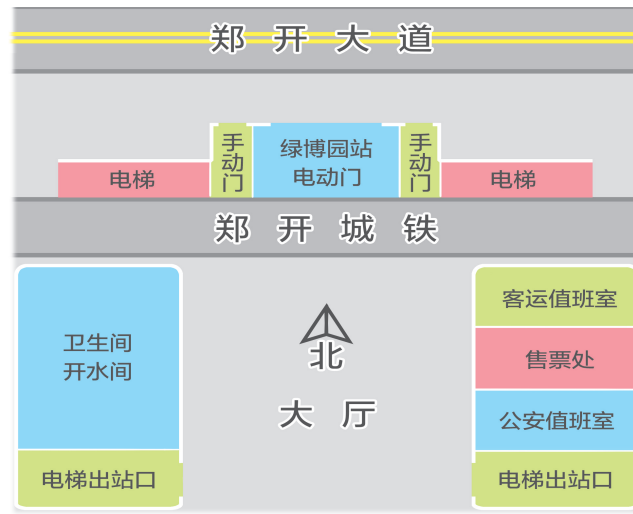 郑开大道
手动门
绿博园站
电动门
手动门
电梯
电梯
郑开城铁
卫生间
开水间
电梯出站口
北
大厅
客运值班室
售票处
公安值班室
电梯出站口